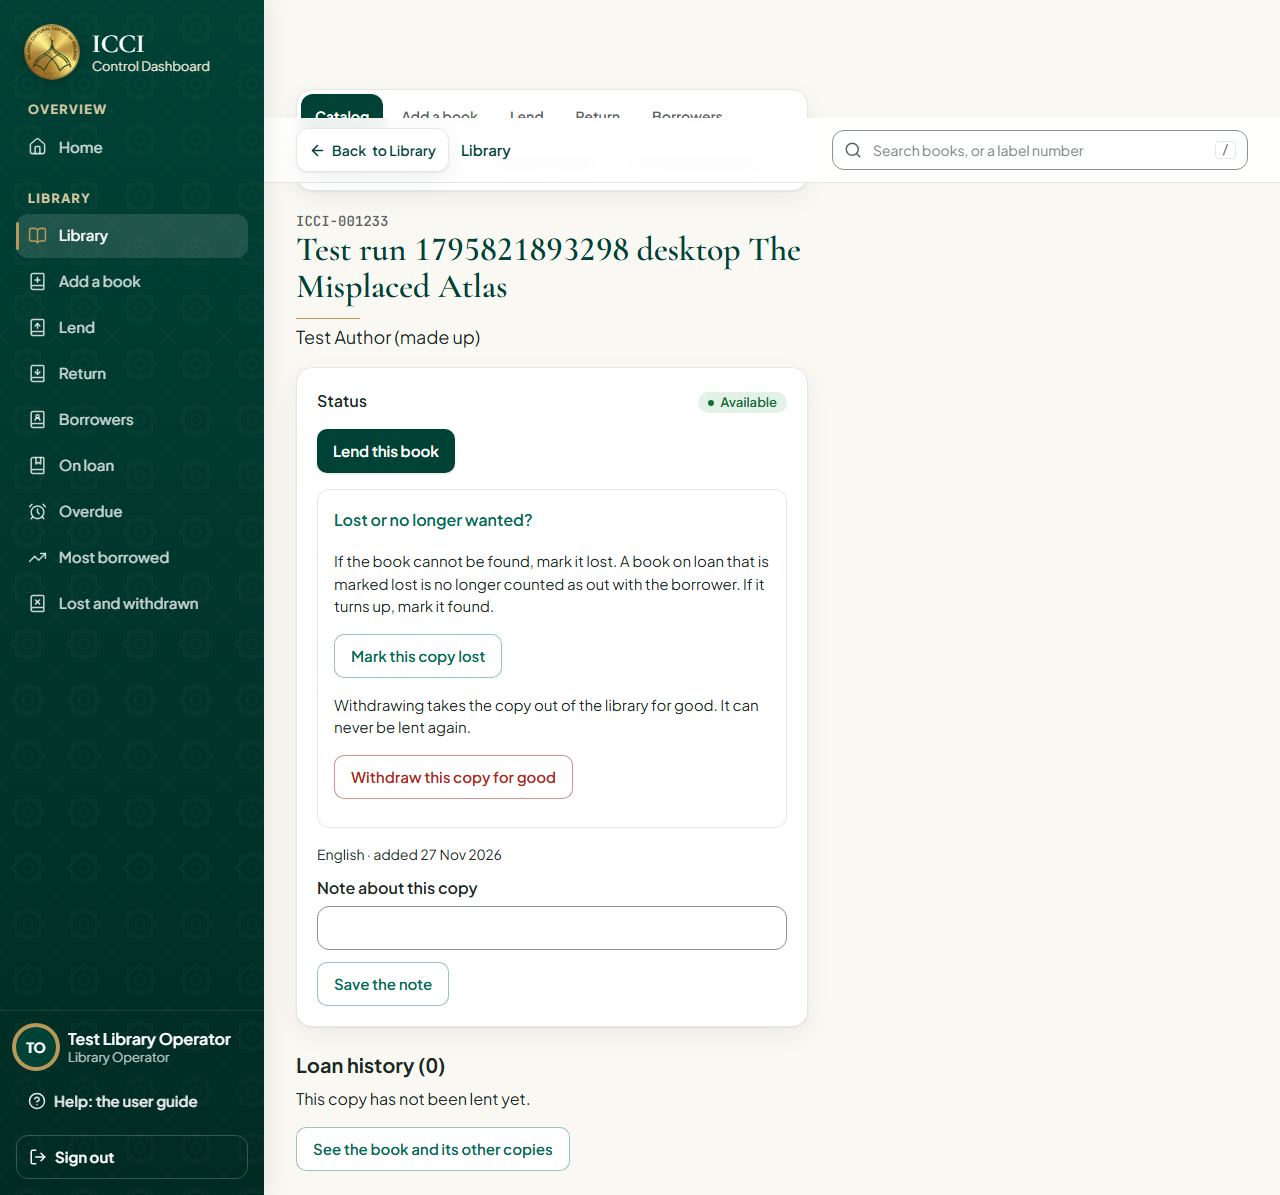 ICCI
Control Dashboard
OVERVIEW
Home
LIBRARY
Library
Add a book
Lend
Return
Borrowers
On loan
Overdue
Most borrowed
Lost and withdrawn
TO
Test Library Operator
Library Operator
Help: the user guide
Sign out
Catalog
Add a book
Lend
Return
Borrowers
Back to Library
Library
Search books, or a label number
/
ICCI-001233
Test run 1795821893298 desktop The
Misplaced Atlas
Test Author (made up)
Status
Available
Lend this book
Lost or no longer wanted?
If the book cannot be found, mark it lost. A book on loan that is
marked lost is no longer counted as out with the borrower. If it
turns up, mark it found.
Mark this copy lost
Withdrawing takes the copy out of the library for good. It can
never be lent again.
Withdraw this copy for good
English · added 27 Nov 2026
Note about this copy
Save the note
Loan history (0)
This copy has not been lent yet.
See the book and its other copies